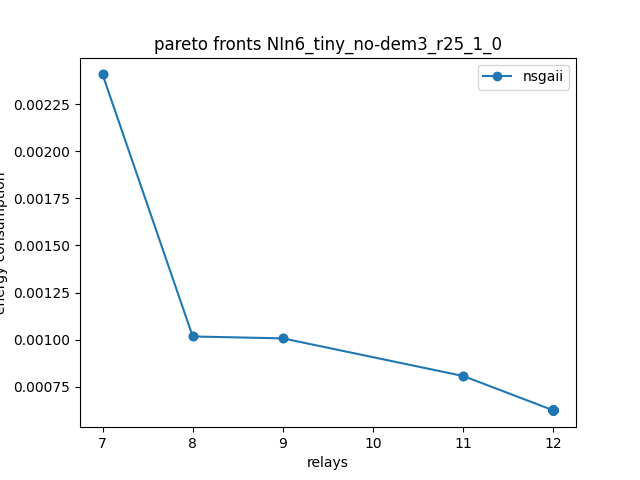 pareto fronts NIn6_tiny_no-dem3_r25_1_0
nsgaii
0.00225
0.00200
0.00175
0.00150
0.00125
0.00100
0.00075
energy consumption
7 8 9 10 11 12
relays